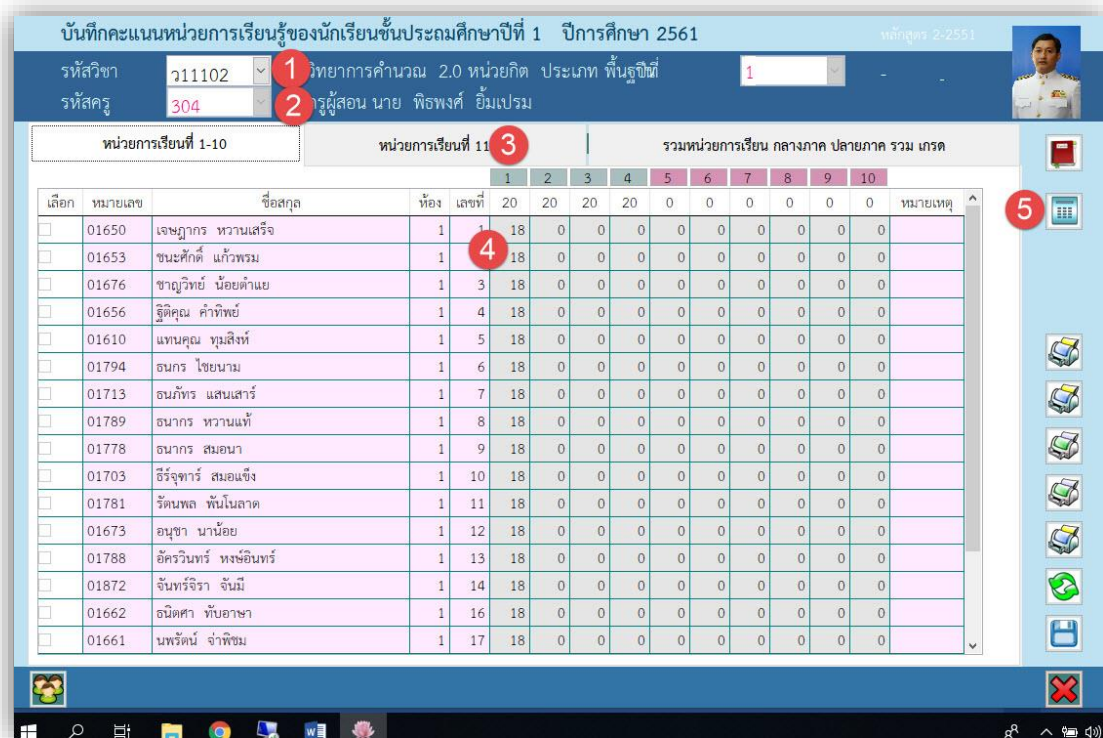 บันทึกคะแนนหน่วยการเรียนรู้ของนักเรียนชั้นประถมศึกษาปีที่ 1 ปีการศึกษา 2561 หลักสูตร 2-2551
รหัสวิชา ว11102 1 วิทยาการคำนวณ 2.0 หน่วยกิต ประเภท พื้นฐาน 1 - -
รหัสครู 304 2 ครูผู้สอน นาย พิธพงศ์ ยิ้มเปรม
หน่วยการเรียนที่ 1-10 หน่วยการเรียนที่ 11 3 รวมหน่วยการเรียน กลางภาค ปลายภาค รวม เกรด
1 2 3 4 5 6 7 8 9 10
เลือก หมายเลข ชื่อสกุล ห้อง เลขที่ 20 20 20 20 0 0 0 0 0 0 หมายเหตุ 5
01650 เจษฎากร หวานเสร็จ 1 1 18 0 0 0 0 0 0 0 0 0
01653 ชนะศักดิ์ แก้วพรม 1 4 18 0 0 0 0 0 0 0 0 0
01676 ชาญวิทย์ น้อยตำแย 1 3 18 0 0 0 0 0 0 0 0 0
01656 ฐิติคุณ คำทิพย์ 1 4 18 0 0 0 0 0 0 0 0 0
01610 แทนคุณ ทุมสิงห์ 1 5 18 0 0 0 0 0 0 0 0 0
01794 ธนกร ไชยนาม 1 6 18 0 0 0 0 0 0 0 0 0
01713 ธนภัทร แสนเสาร์ 1 7 18 0 0 0 0 0 0 0 0 0
01789 ธนากร หวานแท้ 1 8 18 0 0 0 0 0 0 0 0 0
01778 ธนากร สมอนา 1 9 18 0 0 0 0 0 0 0 0 0
01703 ธีร์จุฑาร์ สมอแข็ง 1 10 18 0 0 0 0 0 0 0 0 0
01781 รัตนพล พันโนลาด 1 11 18 0 0 0 0 0 0 0 0 0
01673 อนุชา นาน้อย 1 12 18 0 0 0 0 0 0 0 0 0
01788 อัครวินทร์ หงษ์อินทร์ 1 13 18 0 0 0 0 0 0 0 0 0
01872 จันทร์จิรา จันมี 1 14 18 0 0 0 0 0 0 0 0 0
01662 ธนิตศา ทับอาษา 1 16 18 0 0 0 0 0 0 0 0 0
01661 นพรัตน์ จ่าพิชม 1 17 18 0 0 0 0 0 0 0 0 0